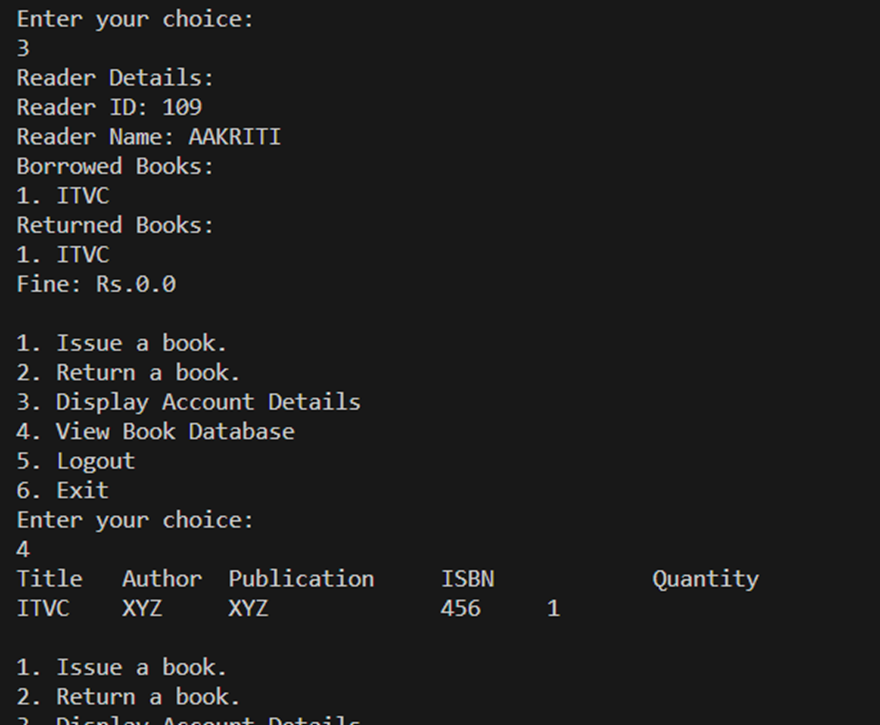 Enter your choice:
3
Reader Details:
Reader ID: 109
Reader Name: AAKRITI
Borrowed Books:
1. ITVC
Returned Books:
1. ITVC
Fine: Rs.0.0
1. Issue a book.
2. Return a book.
3. Display Account Details
4. View Book Database
5. Logout
6. Exit
Enter your choice:
4
Title Author Publication ISBN Quantity
ITVC XYZ XYZ 456 1
1. Issue a book.
2. Return a book.
3. Display Account Details